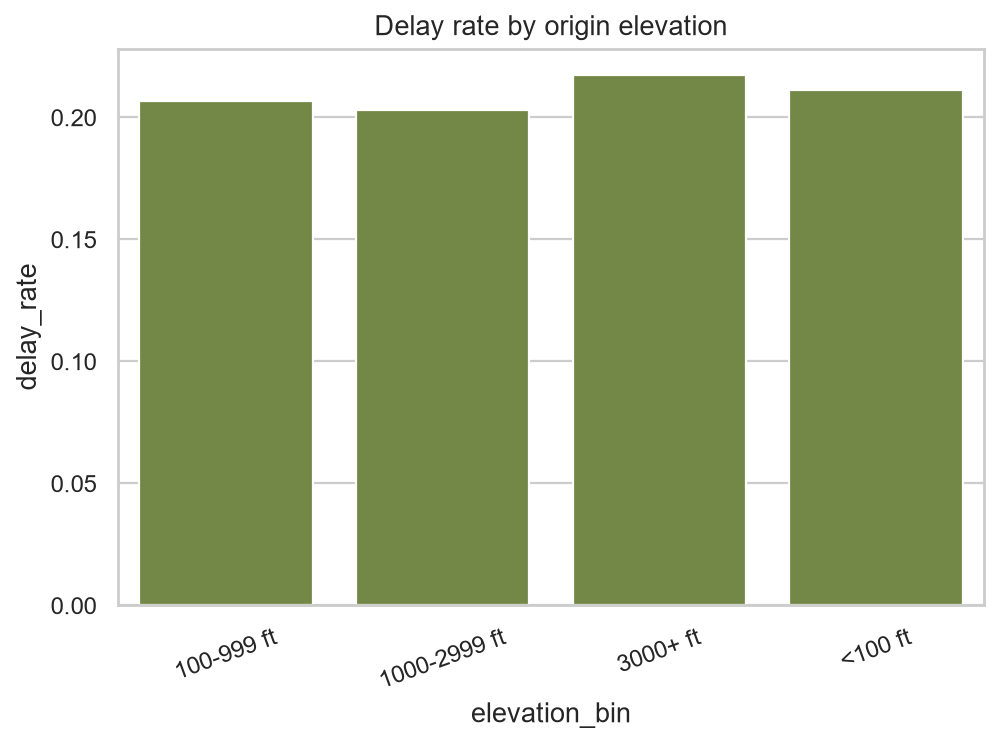 Delay rate by origin elevation
0.20
0.15
0.10
0.05
0.00
delay_rate
100-999 ft
1000-2999 ft
3000+ ft
<100 ft
elevation_bin